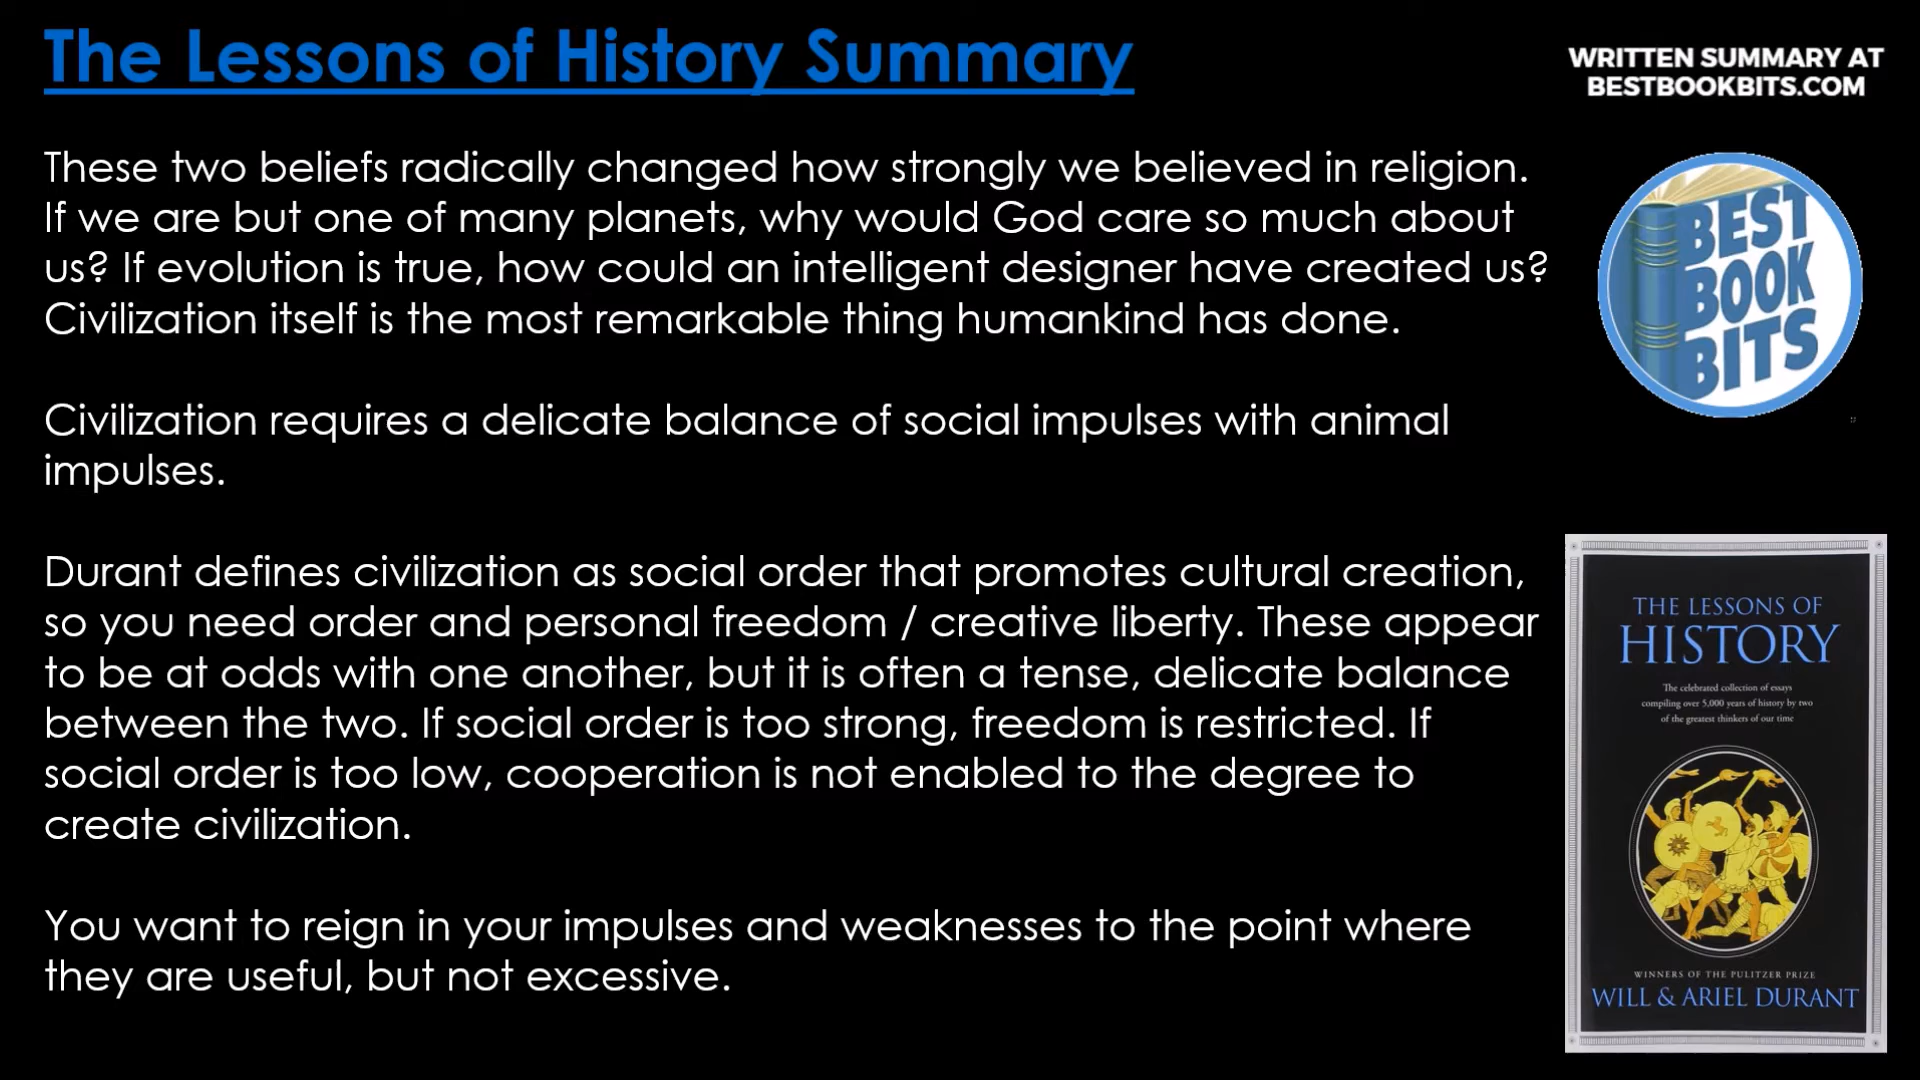 The Lessons of History Summary
WRITTEN SUMMARY AT
BESTBOOKBITS.COM
These two beliefs radically changed how strongly we believed in religion.
If we are but one of many planets, why would God care so much about
us? If evolution is true, how could an intelligent designer have created us?
Civilization itself is the most remarkable thing humankind has done.
Civilization requires a delicate balance of social impulses with animal
impulses.
Durant defines civilization as social order that promotes cultural creation,
so you need order and personal freedom / creative liberty. These appear
to be at odds with one another, but it is often a tense, delicate balance
between the two. If social order is too strong, freedom is restricted. If
social order is too low, cooperation is not enabled to the degree to
create civilization.
You want to reign in your impulses and weaknesses to the point where
they are useful, but not excessive.
BEST
BOOK
BITS
THE LESSONS OF
HISTORY
The celebrated collection of essays
compiling over 5,000 years of history by two
of the greatest thinkers of our time
WINNERS OF THE PULITZER PRIZE
WILL & ARIEL DURANT